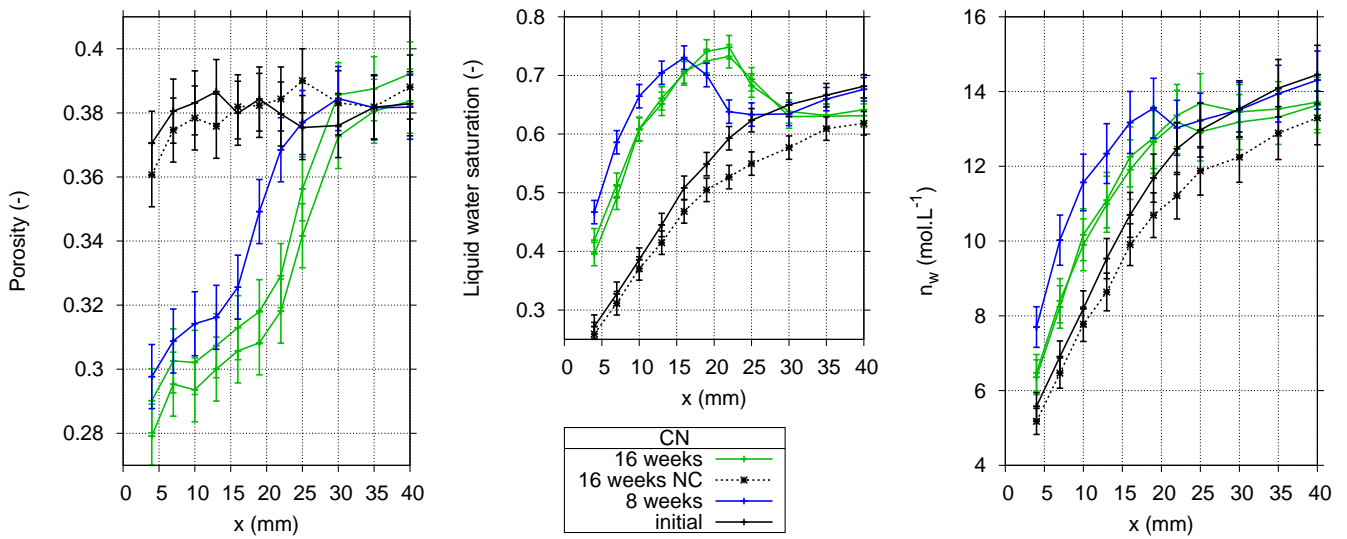 Porosity (-)
0.4
0.38
0.36
0.34
0.32
0.3
0.28
0 5 10 15 20 25 30 35 40
x (mm)
Liquid water saturation (-)
0.8
0.7
0.6
0.5
0.4
0.3
0 5 10 15 20 25 30 35 40
x (mm)
CN
16 weeks
16 weeks NC
8 weeks
initial
n_w (mol.L⁻¹)
16
14
12
10
8
6
4
0 5 10 15 20 25 30 35 40
x (mm)